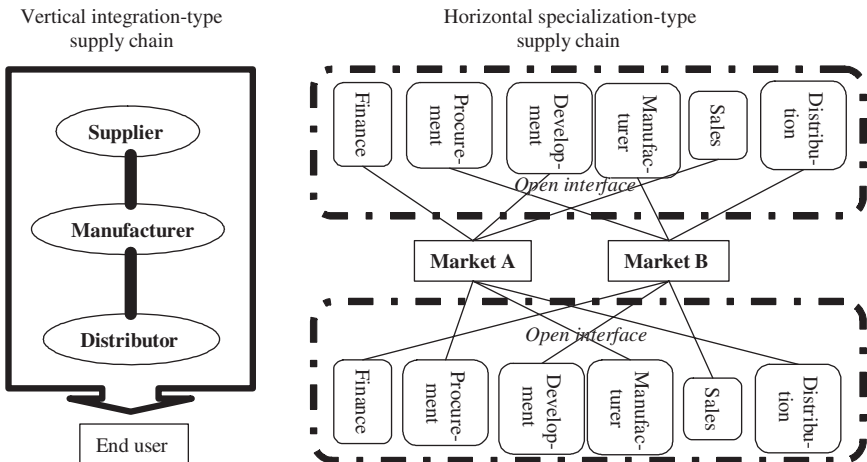 Vertical integration-type
supply chain
Supplier
Manufacturer
Distributor
End user
Horizontal specialization-type
supply chain
Finance
Procure-
ment
Develop-
ment
Manufac-
turer
Sales
Distribu-
tion
Open interface
Market A
Market B
Open interface
Finance
Procure-
ment
Develop-
ment
Manufac-
turer
Sales
Distribu-
tion